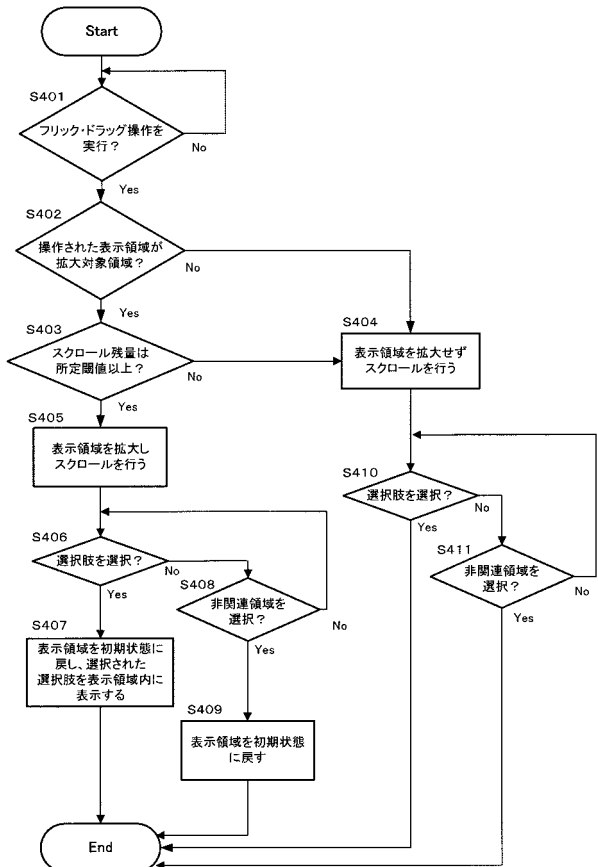 Start
S401
フリック・ドラッグ操作を
実行?
No
Yes
S402
操作された表示領域が
拡大対象領域?
No
Yes
S403
スクロール残量は
所定閾値以上?
No
Yes
S404
表示領域を拡大せず
スクロールを行う
S405
表示領域を拡大し
スクロールを行う
S406
選択肢を選択?
No
Yes
S407
表示領域を初期状態に
戻し、選択された
選択肢を表示領域内に
表示する
S408
非関連領域を
選択?
No
Yes
S409
表示領域を初期状態
に戻す
S410
選択肢を選択?
No
Yes
S411
非関連領域を
選択?
No
Yes
End